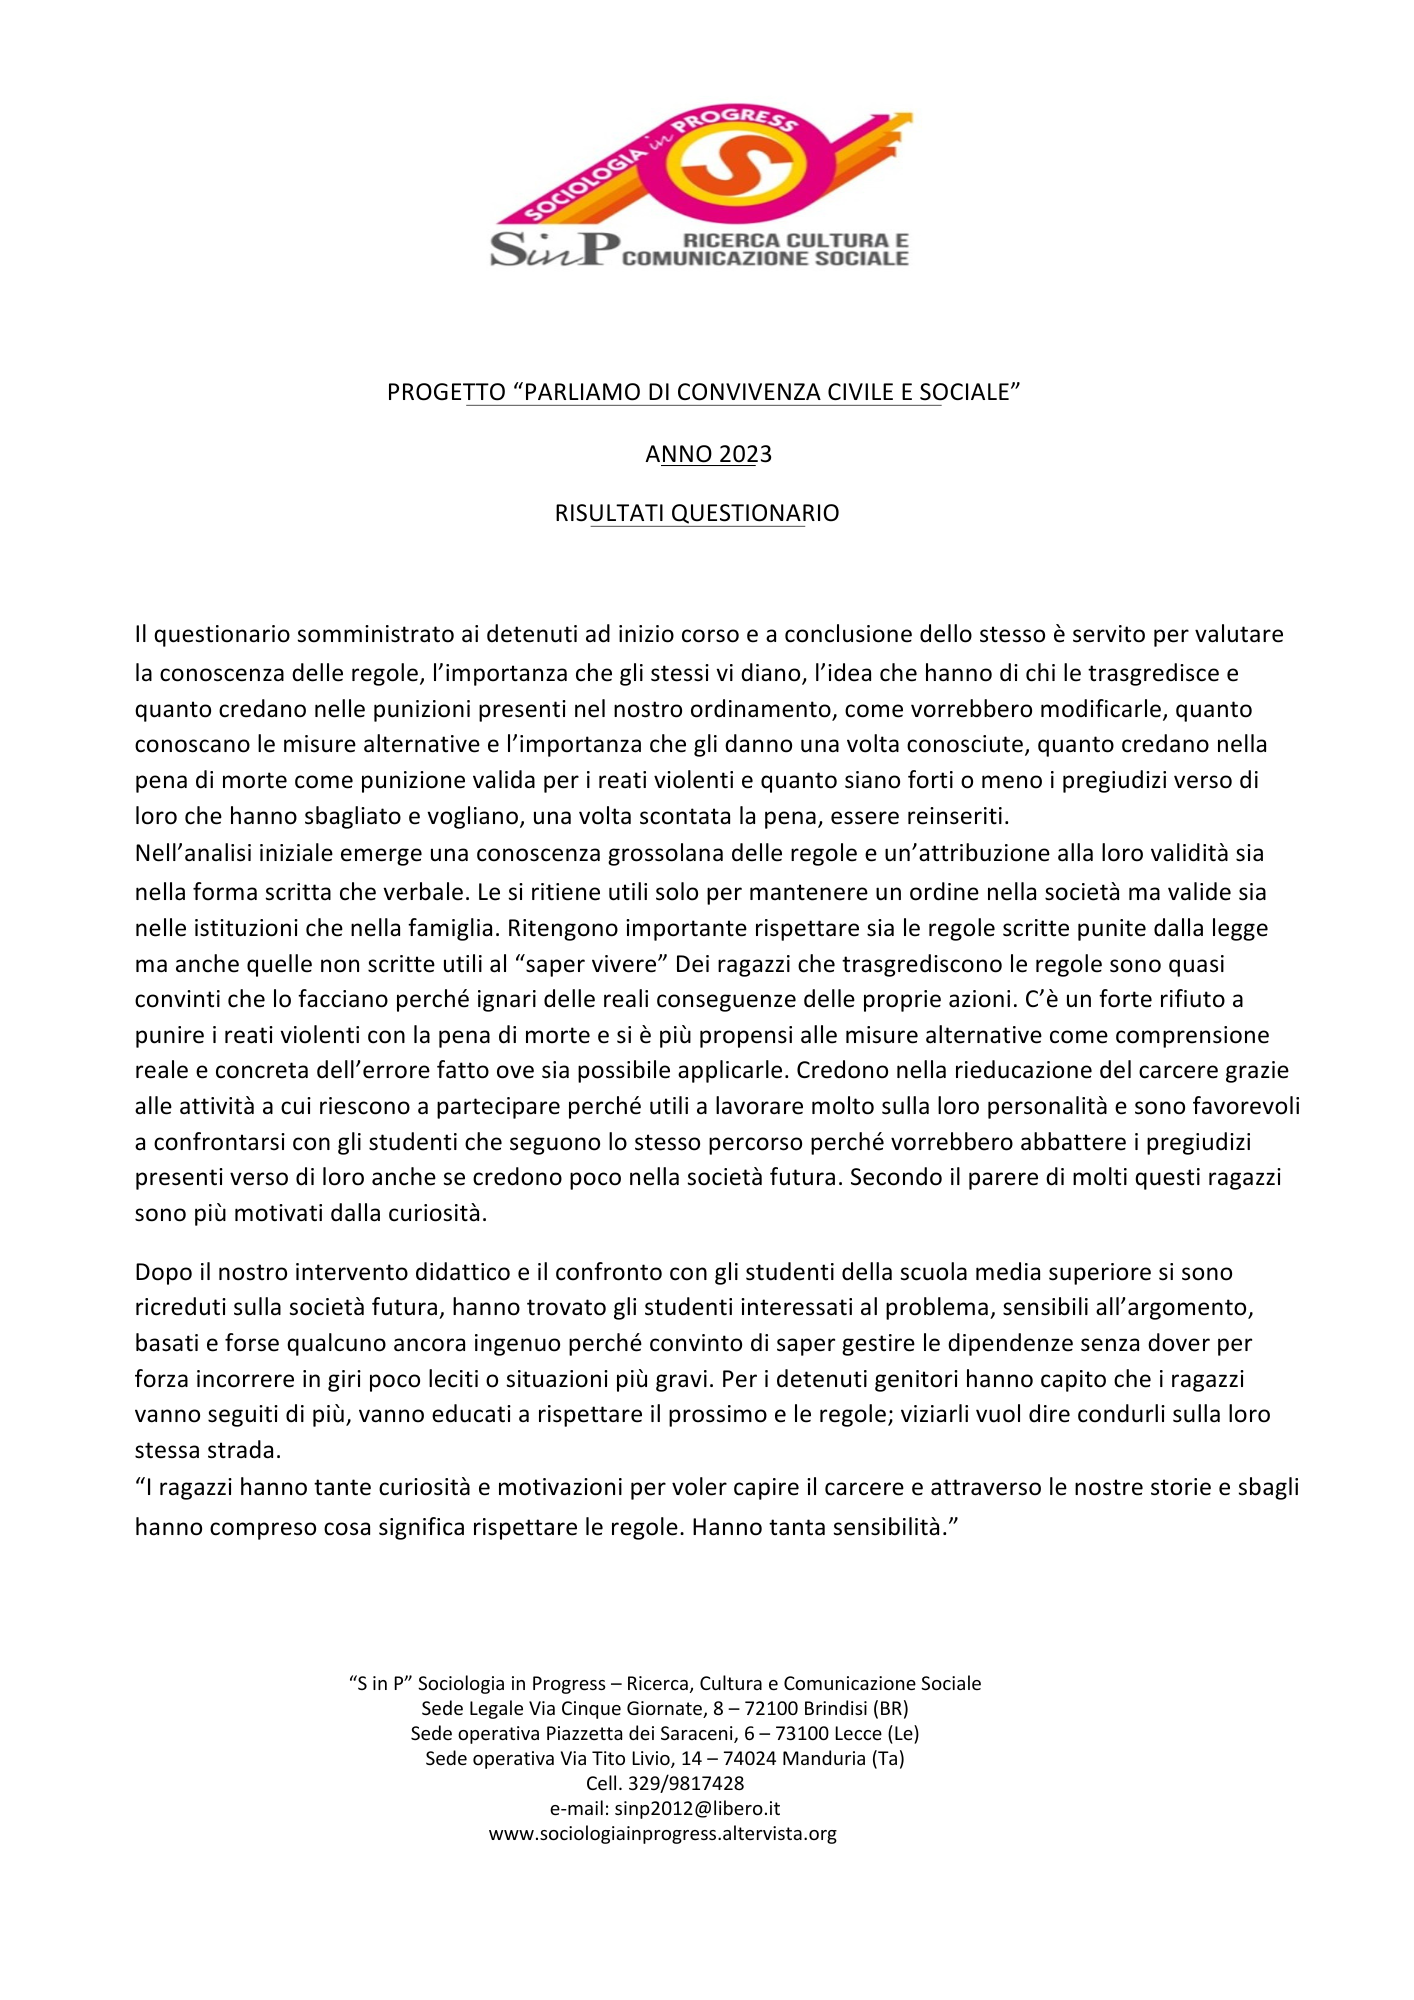 SOCIOLOGIA in PROGRESS
S
SinP RICERCA CULTURA E
COMUNICAZIONE SOCIALE
PROGETTO “PARLIAMO DI CONVIVENZA CIVILE E SOCIALE”
ANNO 2023
RISULTATI QUESTIONARIO
Il questionario somministrato ai detenuti ad inizio corso e a conclusione dello stesso è servito per valutare
la conoscenza delle regole, l’importanza che gli stessi vi diano, l’idea che hanno di chi le trasgredisce e
quanto credano nelle punizioni presenti nel nostro ordinamento, come vorrebbero modificarle, quanto
conoscano le misure alternative e l’importanza che gli danno una volta conosciute, quanto credano nella
pena di morte come punizione valida per i reati violenti e quanto siano forti o meno i pregiudizi verso di
loro che hanno sbagliato e vogliano, una volta scontata la pena, essere reinseriti.
Nell’analisi iniziale emerge una conoscenza grossolana delle regole e un’attribuzione alla loro validità sia
nella forma scritta che verbale. Le si ritiene utili solo per mantenere un ordine nella società ma valide sia
nelle istituzioni che nella famiglia. Ritengono importante rispettare sia le regole scritte punite dalla legge
ma anche quelle non scritte utili al “saper vivere” Dei ragazzi che trasgrediscono le regole sono quasi
convinti che lo facciano perché ignari delle reali conseguenze delle proprie azioni. C’è un forte rifiuto a
punire i reati violenti con la pena di morte e si è più propensi alle misure alternative come comprensione
reale e concreta dell’errore fatto ove sia possibile applicarle. Credono nella rieducazione del carcere grazie
alle attività a cui riescono a partecipare perché utili a lavorare molto sulla loro personalità e sono favorevoli
a confrontarsi con gli studenti che seguono lo stesso percorso perché vorrebbero abbattere i pregiudizi
presenti verso di loro anche se credono poco nella società futura. Secondo il parere di molti questi ragazzi
sono più motivati dalla curiosità.
Dopo il nostro intervento didattico e il confronto con gli studenti della scuola media superiore si sono
ricreduti sulla società futura, hanno trovato gli studenti interessati al problema, sensibili all’argomento,
basati e forse qualcuno ancora ingenuo perché convinto di saper gestire le dipendenze senza dover per
forza incorrere in giri poco leciti o situazioni più gravi. Per i detenuti genitori hanno capito che i ragazzi
vanno seguiti di più, vanno educati a rispettare il prossimo e le regole; viziarli vuol dire condurli sulla loro
stessa strada.
“I ragazzi hanno tante curiosità e motivazioni per voler capire il carcere e attraverso le nostre storie e sbagli
hanno compreso cosa significa rispettare le regole. Hanno tanta sensibilità.”
“S in P” Sociologia in Progress – Ricerca, Cultura e Comunicazione Sociale
Sede Legale Via Cinque Giornate, 8 – 72100 Brindisi (BR)
Sede operativa Piazzetta dei Saraceni, 6 – 73100 Lecce (Le)
Sede operativa Via Tito Livio, 14 – 74024 Manduria (Ta)
Cell. 329/9817428
e-mail: sinp2012@libero.it
www.sociologiainprogress.altervista.org